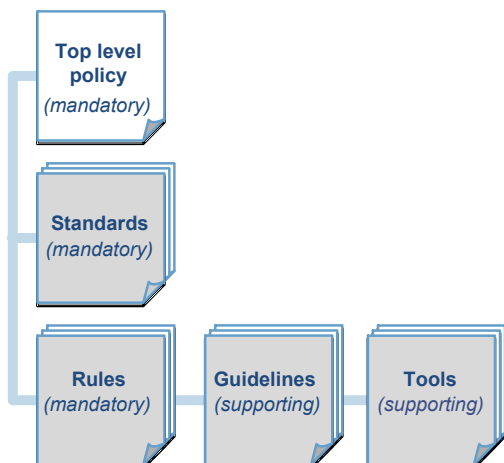 Top level
policy
(mandatory)
Standards
(mandatory)
Rules
(mandatory)
Guidelines
(supporting)
Tools
(supporting)